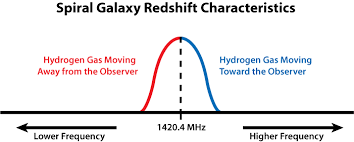 Spiral Galaxy Redshift Characteristics
Hydrogen Gas Moving
Away from the Observer
Hydrogen Gas Moving
Toward the Observer
Lower Frequency
1420.4 MHz
Higher Frequency